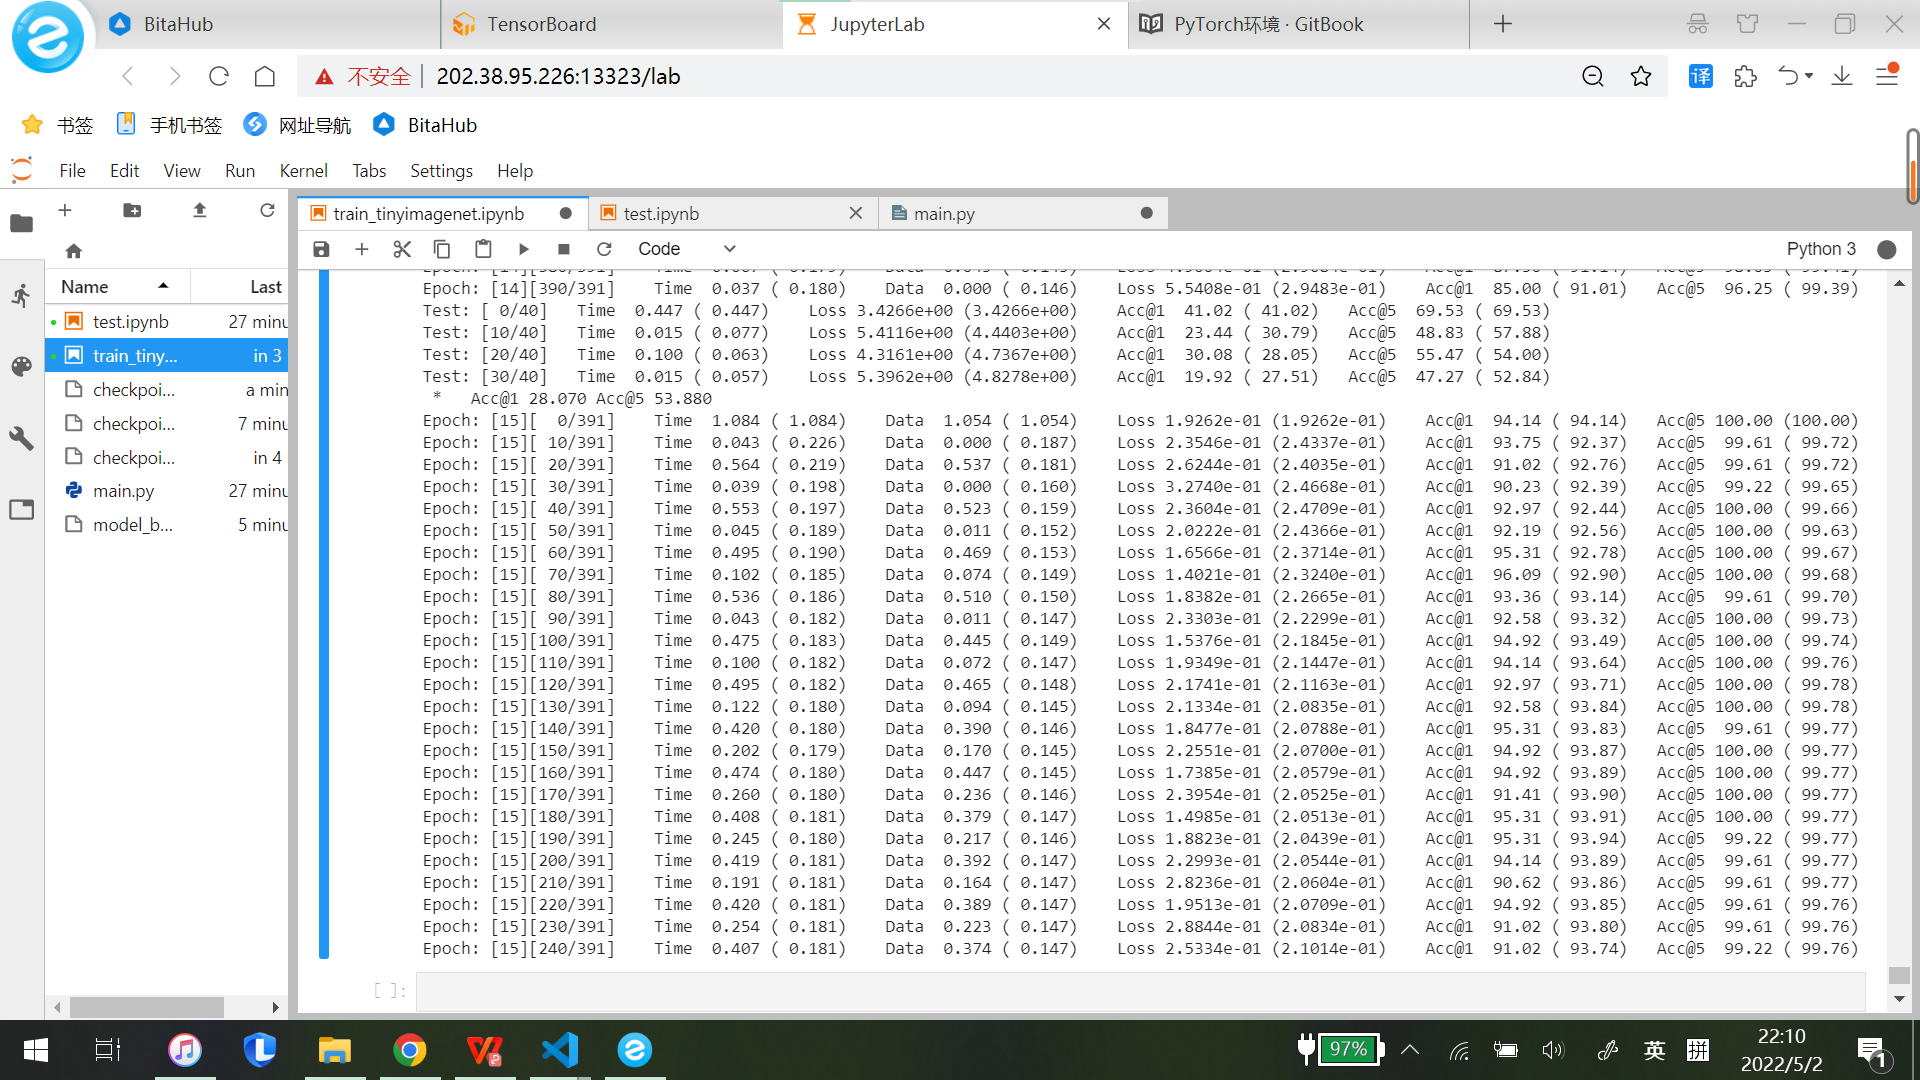 BitaHub
TensorBoard
JupyterLab
PyTorch环境 · GitBook
不安全
202.38.95.226:13323/lab
译
书签
手机书签
网址导航
BitaHub
File Edit View Run Kernel Tabs Settings Help
train_tinyimagenet.ipynb
test.ipynb
main.py
Code
Python 3
Name Last
test.ipynb 27 minu
train_tiny... in 3
checkpoi... a min
checkpoi... 7 minu
checkpoi... in 4
main.py 27 minu
model_b... 5 minu
Epoch: [14][390/391] Time 0.037 ( 0.180) Data 0.000 ( 0.146) Loss 5.5408e-01 (2.9483e-01) Acc@1 85.00 ( 91.01) Acc@5 96.25 ( 99.39)
Test: [ 0/40] Time 0.447 ( 0.447) Loss 3.4266e+00 (3.4266e+00) Acc@1 41.02 ( 41.02) Acc@5 69.53 ( 69.53)
Test: [10/40] Time 0.015 ( 0.077) Loss 5.4116e+00 (4.4403e+00) Acc@1 23.44 ( 30.79) Acc@5 48.83 ( 57.88)
Test: [20/40] Time 0.100 ( 0.063) Loss 4.3161e+00 (4.7367e+00) Acc@1 30.08 ( 28.05) Acc@5 55.47 ( 54.00)
Test: [30/40] Time 0.015 ( 0.057) Loss 5.3962e+00 (4.8278e+00) Acc@1 19.92 ( 27.51) Acc@5 47.27 ( 52.84)
* Acc@1 28.070 Acc@5 53.880
Epoch: [15][ 0/391] Time 1.084 ( 1.084) Data 1.054 ( 1.054) Loss 1.9262e-01 (1.9262e-01) Acc@1 94.14 ( 94.14) Acc@5 100.00 (100.00)
Epoch: [15][ 10/391] Time 0.043 ( 0.226) Data 0.000 ( 0.187) Loss 2.3546e-01 (2.4337e-01) Acc@1 93.75 ( 92.37) Acc@5 99.61 ( 99.72)
Epoch: [15][ 20/391] Time 0.564 ( 0.219) Data 0.537 ( 0.181) Loss 2.6244e-01 (2.4035e-01) Acc@1 91.02 ( 92.76) Acc@5 99.61 ( 99.72)
Epoch: [15][ 30/391] Time 0.039 ( 0.198) Data 0.000 ( 0.160) Loss 3.2740e-01 (2.4668e-01) Acc@1 90.23 ( 92.39) Acc@5 99.22 ( 99.65)
Epoch: [15][ 40/391] Time 0.553 ( 0.197) Data 0.523 ( 0.159) Loss 2.3604e-01 (2.4709e-01) Acc@1 92.97 ( 92.44) Acc@5 100.00 ( 99.66)
Epoch: [15][ 50/391] Time 0.045 ( 0.189) Data 0.011 ( 0.152) Loss 2.0222e-01 (2.4366e-01) Acc@1 92.19 ( 92.56) Acc@5 100.00 ( 99.63)
Epoch: [15][ 60/391] Time 0.495 ( 0.190) Data 0.469 ( 0.153) Loss 1.6566e-01 (2.3714e-01) Acc@1 95.31 ( 92.78) Acc@5 100.00 ( 99.67)
Epoch: [15][ 70/391] Time 0.102 ( 0.185) Data 0.074 ( 0.149) Loss 1.4021e-01 (2.3240e-01) Acc@1 96.09 ( 92.90) Acc@5 100.00 ( 99.68)
Epoch: [15][ 80/391] Time 0.536 ( 0.186) Data 0.510 ( 0.150) Loss 1.8382e-01 (2.2665e-01) Acc@1 93.36 ( 93.14) Acc@5 99.61 ( 99.70)
Epoch: [15][ 90/391] Time 0.043 ( 0.182) Data 0.011 ( 0.147) Loss 2.3303e-01 (2.2299e-01) Acc@1 92.58 ( 93.32) Acc@5 100.00 ( 99.73)
Epoch: [15][100/391] Time 0.475 ( 0.183) Data 0.445 ( 0.149) Loss 1.5376e-01 (2.1845e-01) Acc@1 94.92 ( 93.49) Acc@5 100.00 ( 99.74)
Epoch: [15][110/391] Time 0.100 ( 0.182) Data 0.072 ( 0.147) Loss 1.9349e-01 (2.1447e-01) Acc@1 94.14 ( 93.64) Acc@5 100.00 ( 99.76)
Epoch: [15][120/391] Time 0.495 ( 0.182) Data 0.465 ( 0.148) Loss 2.1741e-01 (2.1163e-01) Acc@1 92.97 ( 93.71) Acc@5 100.00 ( 99.78)
Epoch: [15][130/391] Time 0.122 ( 0.180) Data 0.094 ( 0.145) Loss 2.1334e-01 (2.0835e-01) Acc@1 92.58 ( 93.84) Acc@5 100.00 ( 99.78)
Epoch: [15][140/391] Time 0.420 ( 0.180) Data 0.390 ( 0.146) Loss 1.8477e-01 (2.0788e-01) Acc@1 95.31 ( 93.83) Acc@5 99.61 ( 99.77)
Epoch: [15][150/391] Time 0.202 ( 0.179) Data 0.170 ( 0.145) Loss 2.2551e-01 (2.0700e-01) Acc@1 94.92 ( 93.87) Acc@5 100.00 ( 99.77)
Epoch: [15][160/391] Time 0.474 ( 0.180) Data 0.447 ( 0.145) Loss 1.7385e-01 (2.0579e-01) Acc@1 94.92 ( 93.89) Acc@5 100.00 ( 99.77)
Epoch: [15][170/391] Time 0.260 ( 0.180) Data 0.236 ( 0.146) Loss 2.3954e-01 (2.0525e-01) Acc@1 91.41 ( 93.90) Acc@5 100.00 ( 99.77)
Epoch: [15][180/391] Time 0.408 ( 0.181) Data 0.379 ( 0.147) Loss 1.4985e-01 (2.0513e-01) Acc@1 95.31 ( 93.91) Acc@5 100.00 ( 99.77)
Epoch: [15][190/391] Time 0.245 ( 0.180) Data 0.217 ( 0.146) Loss 1.8823e-01 (2.0439e-01) Acc@1 95.31 ( 93.94) Acc@5 99.22 ( 99.77)
Epoch: [15][200/391] Time 0.419 ( 0.181) Data 0.392 ( 0.147) Loss 2.2993e-01 (2.0544e-01) Acc@1 94.14 ( 93.89) Acc@5 99.61 ( 99.77)
Epoch: [15][210/391] Time 0.191 ( 0.181) Data 0.164 ( 0.147) Loss 2.8236e-01 (2.0604e-01) Acc@1 90.62 ( 93.86) Acc@5 99.61 ( 99.77)
Epoch: [15][220/391] Time 0.420 ( 0.181) Data 0.389 ( 0.147) Loss 1.9513e-01 (2.0709e-01) Acc@1 94.92 ( 93.85) Acc@5 99.61 ( 99.76)
Epoch: [15][230/391] Time 0.254 ( 0.181) Data 0.223 ( 0.147) Loss 2.8844e-01 (2.0834e-01) Acc@1 91.02 ( 93.80) Acc@5 99.61 ( 99.76)
Epoch: [15][240/391] Time 0.407 ( 0.181) Data 0.374 ( 0.147) Loss 2.5334e-01 (2.1014e-01) Acc@1 91.02 ( 93.74) Acc@5 99.22 ( 99.76)
[ ]:
97%
英
拼
22:10
2022/5/2
1